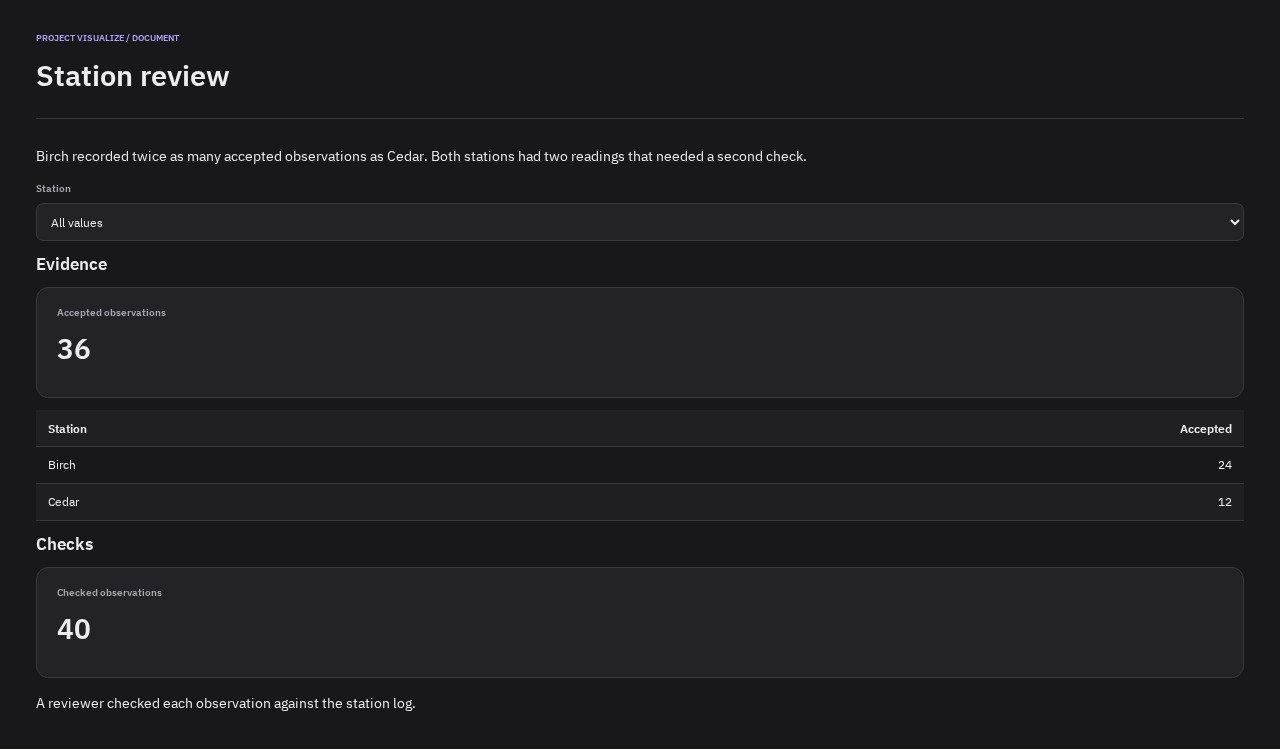 PROJECT VISUALIZE / DOCUMENT
Station review
Birch recorded twice as many accepted observations as Cedar. Both stations had two readings that needed a second check.
Station
All values
Evidence
Accepted observations
36
Station Accepted
Birch 24
Cedar 12
Checks
Checked observations
40
A reviewer checked each observation against the station log.